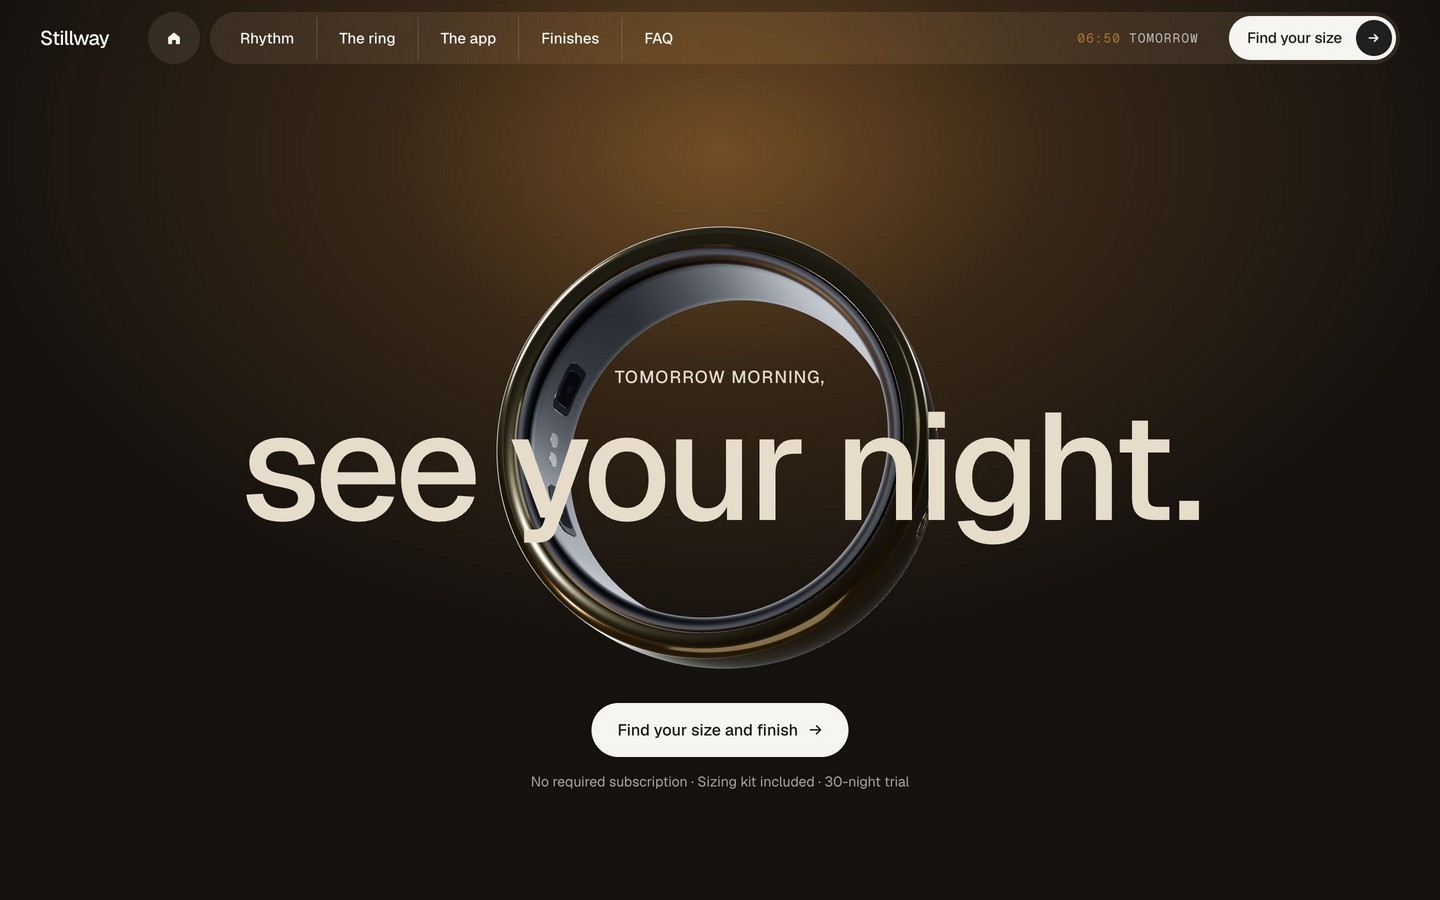 Stillway
Rhythm
The ring
The app
Finishes
FAQ
06:50 TOMORROW
Find your size
TOMORROW MORNING,
see your night.
Find your size and finish
No required subscription · Sizing kit included · 30-night trial